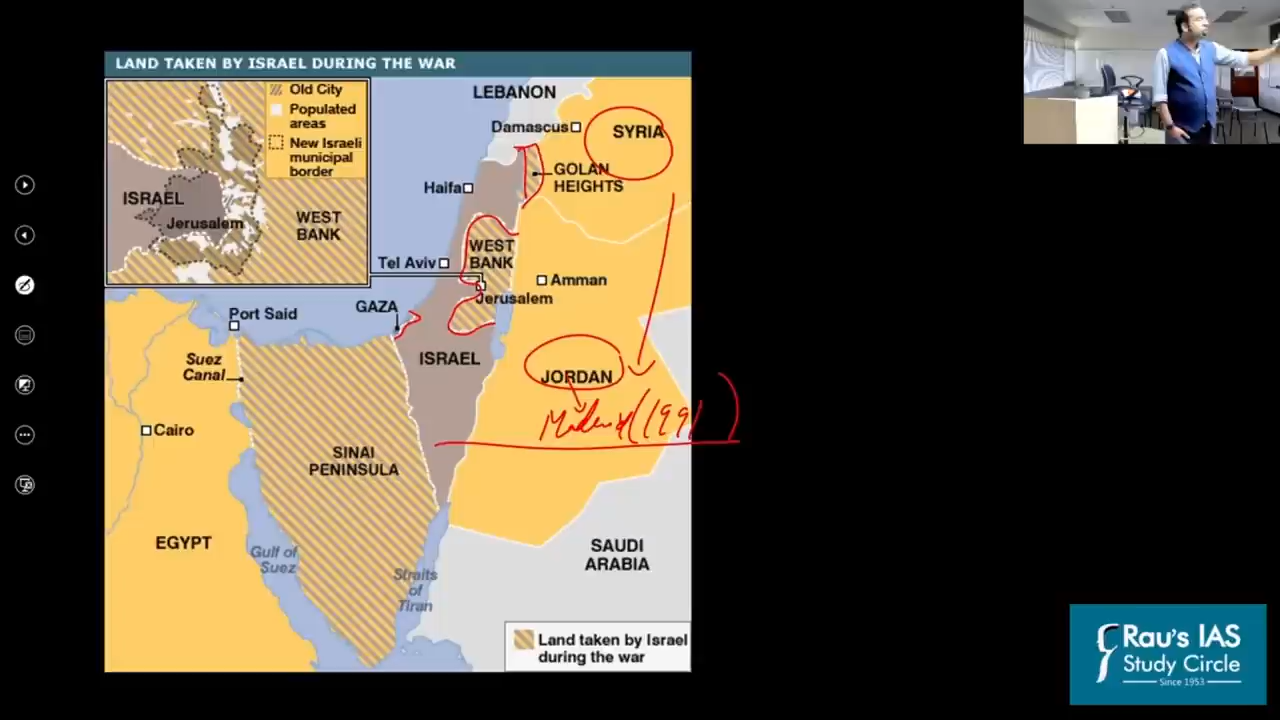 LAND TAKEN BY ISRAEL DURING THE WAR
Old City
Populated
areas
New Israeli
municipal
border
ISRAEL
Jerusalem
WEST
BANK
LEBANON
Damascus
SYRIA
GOLAN
HEIGHTS
Haifa
WEST
BANK
Tel Aviv
Amman
Jerusalem
GAZA
Port Said
ISRAEL
Suez
Canal
JORDAN
(1991)
Cairo
SINAI
PENINSULA
EGYPT
Gulf of
Suez
Straits
of
Tiran
SAUDI
ARABIA
Land taken by Israel
during the war
Rau's IAS
Study Circle
Since 1953